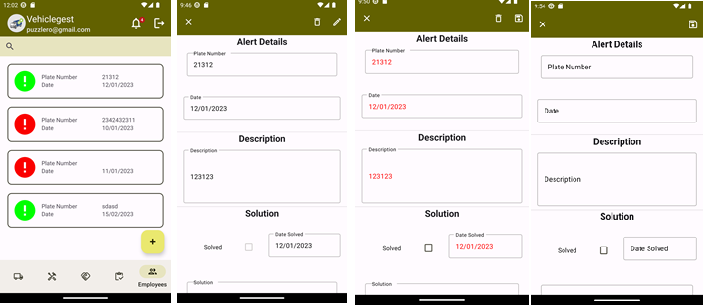 12:02
Vehiclegest
puzzlero@gmail.com
4
Plate Number 21312
Date 12/01/2023
Plate Number 2342432311
Date 10/01/2023
Plate Number
Date 11/01/2023
Plate Number sdasd
Date 15/02/2023
+
Employees
9:46
Alert Details
Plate Number
21312
Date
12/01/2023
Description
Description
123123
Solution
Solved
Date Solved
12/01/2023
Solution
9:50
Alert Details
Plate Number
21312
Date
12/01/2023
Description
Description
123123
Solution
Solved
Date Solved
12/01/2023
Solution
Alert Details
Plate Number
Date
Description
Description
Solution
Solved
Date Solved